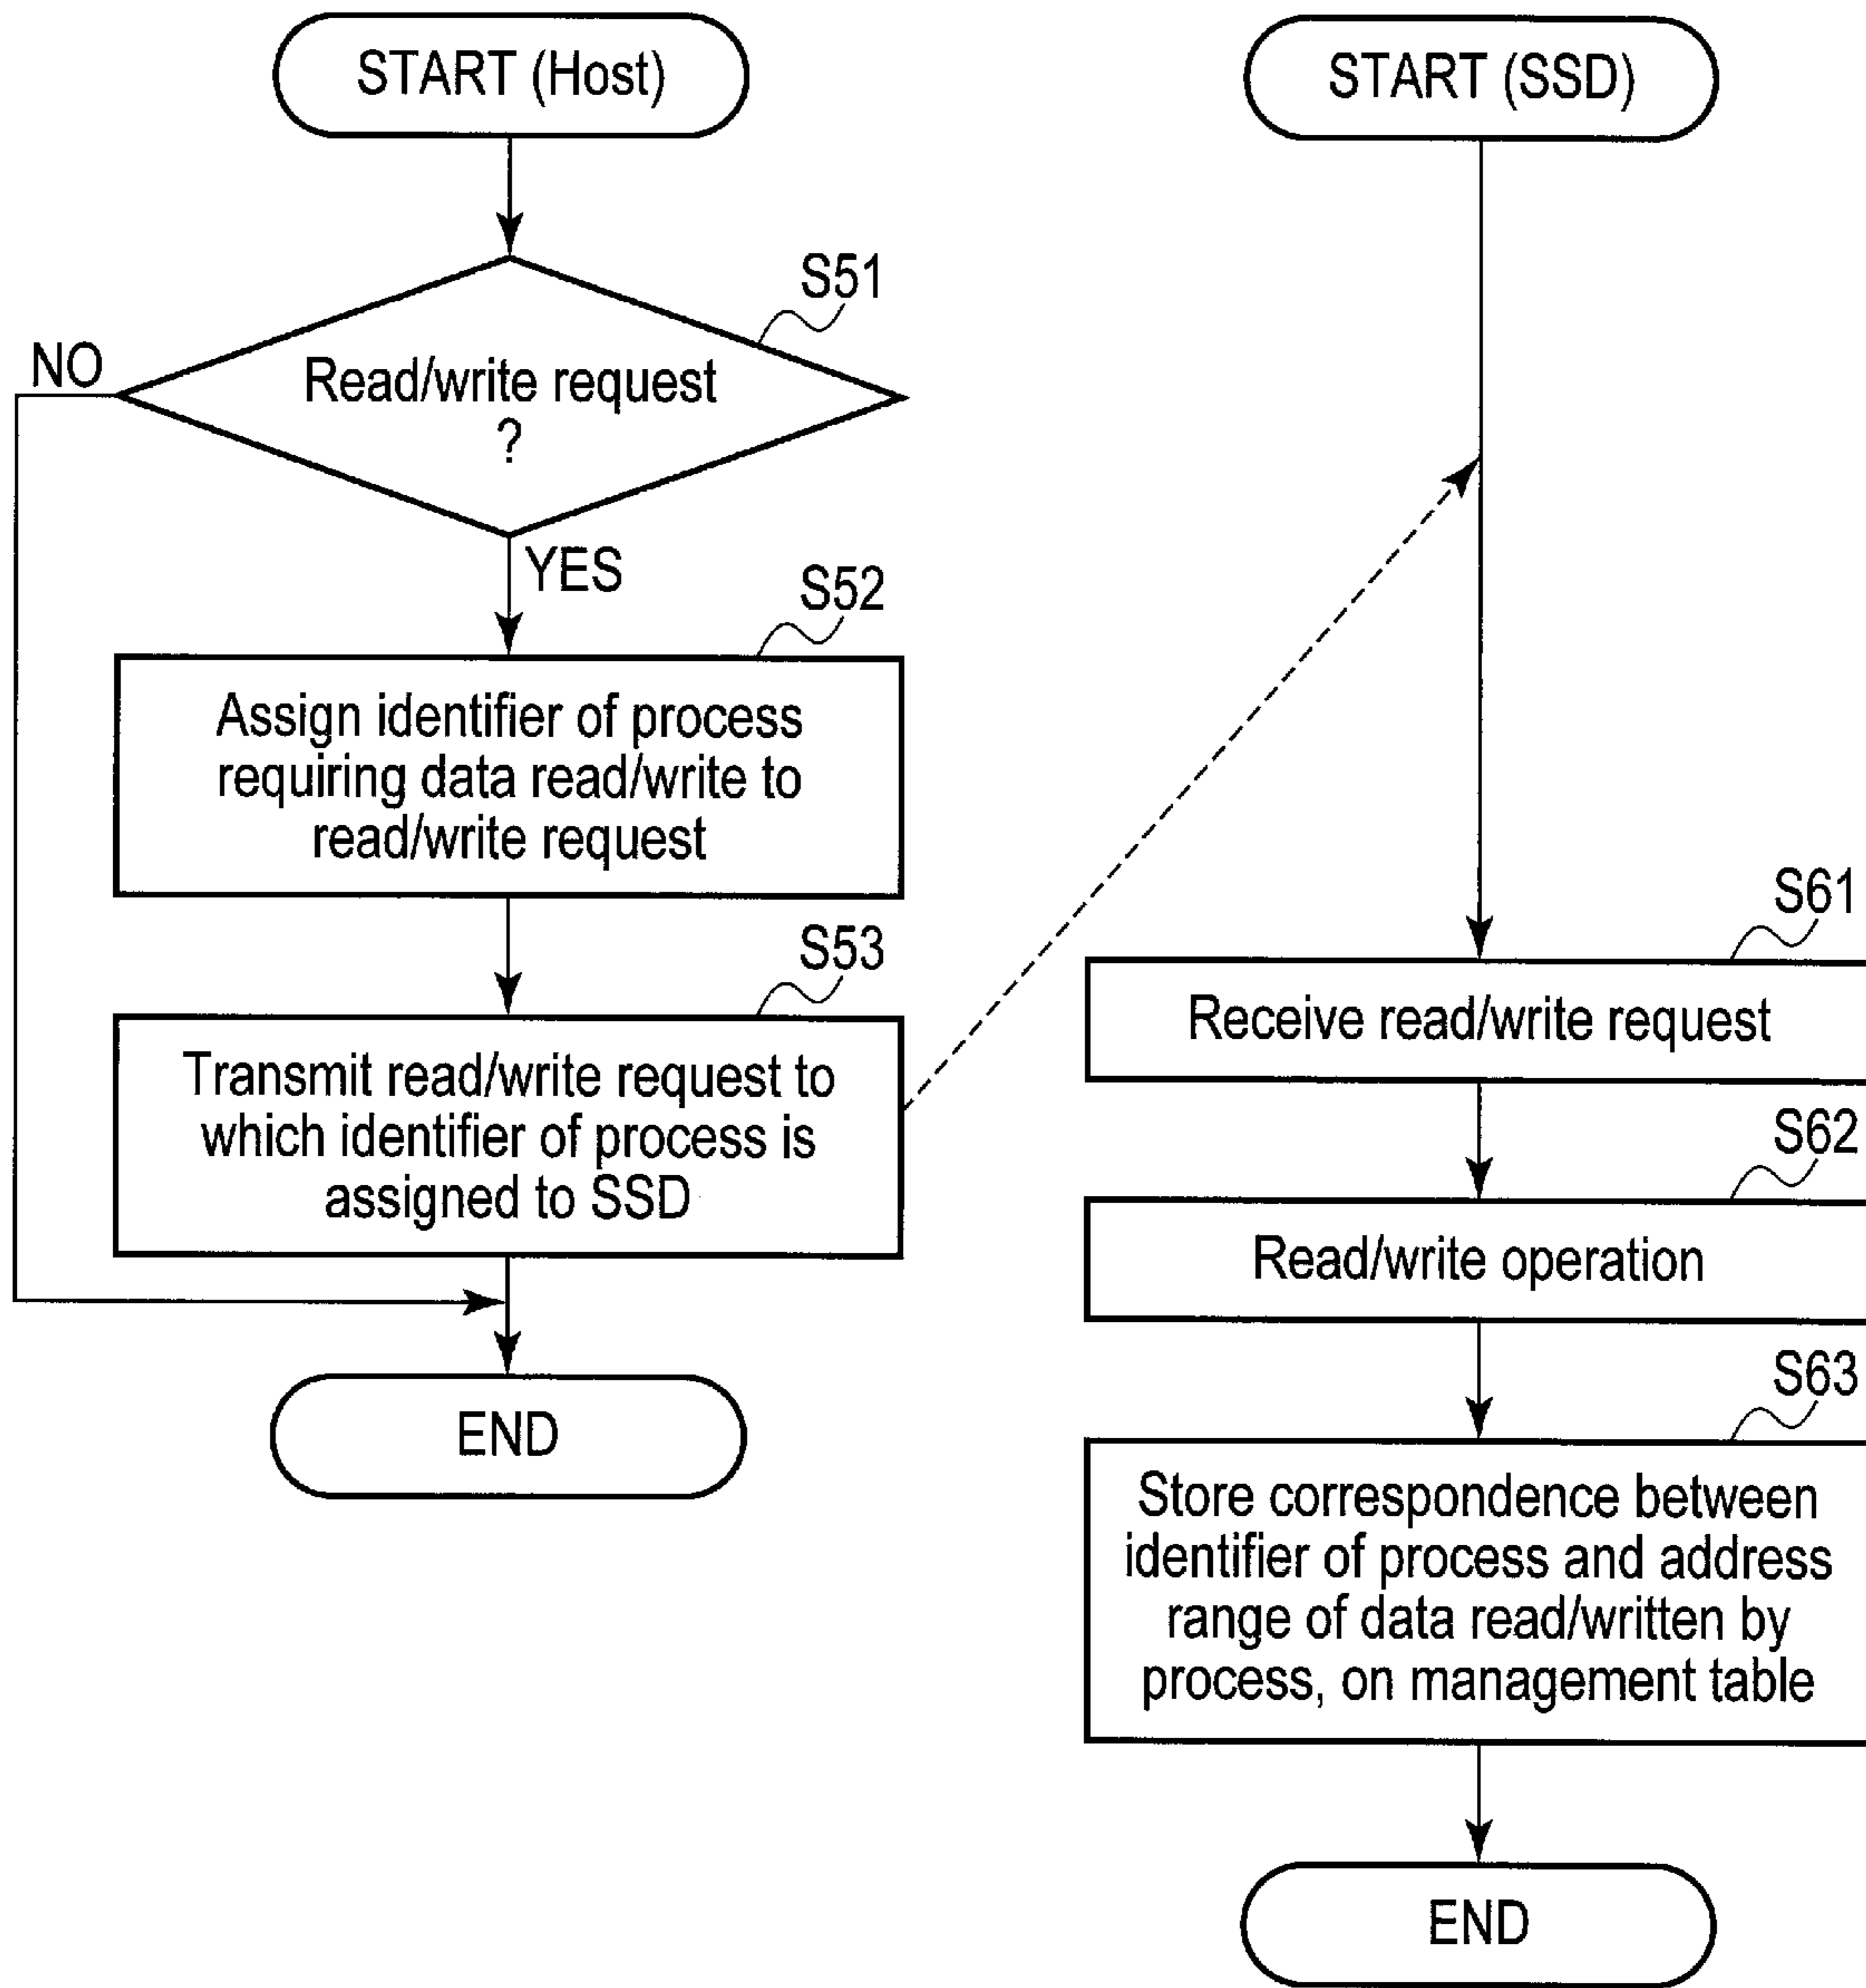 START (Host)
S51
NO
Read/write request
?
YES
S52
Assign identifier of process
requiring data read/write to
read/write request
S53
Transmit read/write request to
which identifier of process is
assigned to SSD
END
START (SSD)
S61
Receive read/write request
S62
Read/write operation
S63
Store correspondence between
identifier of process and address
range of data read/written by
process, on management table
END